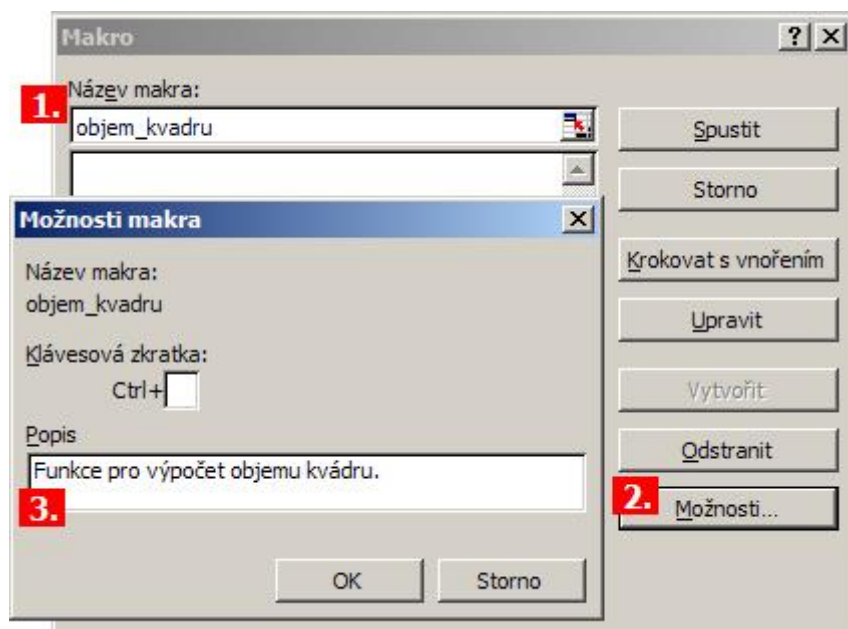 Makro
Název makra:
1.
objem_kvadru
Spustit
Storno
Krokovat s vnořením
Upravit
Vytvořit
Odstranit
2.
Možnosti...
Možnosti makra
Název makra:
objem_kvadru
Klávesová zkratka:
Ctrl+
Popis
Funkce pro výpočet objemu kvádru.
3.
OK
Storno